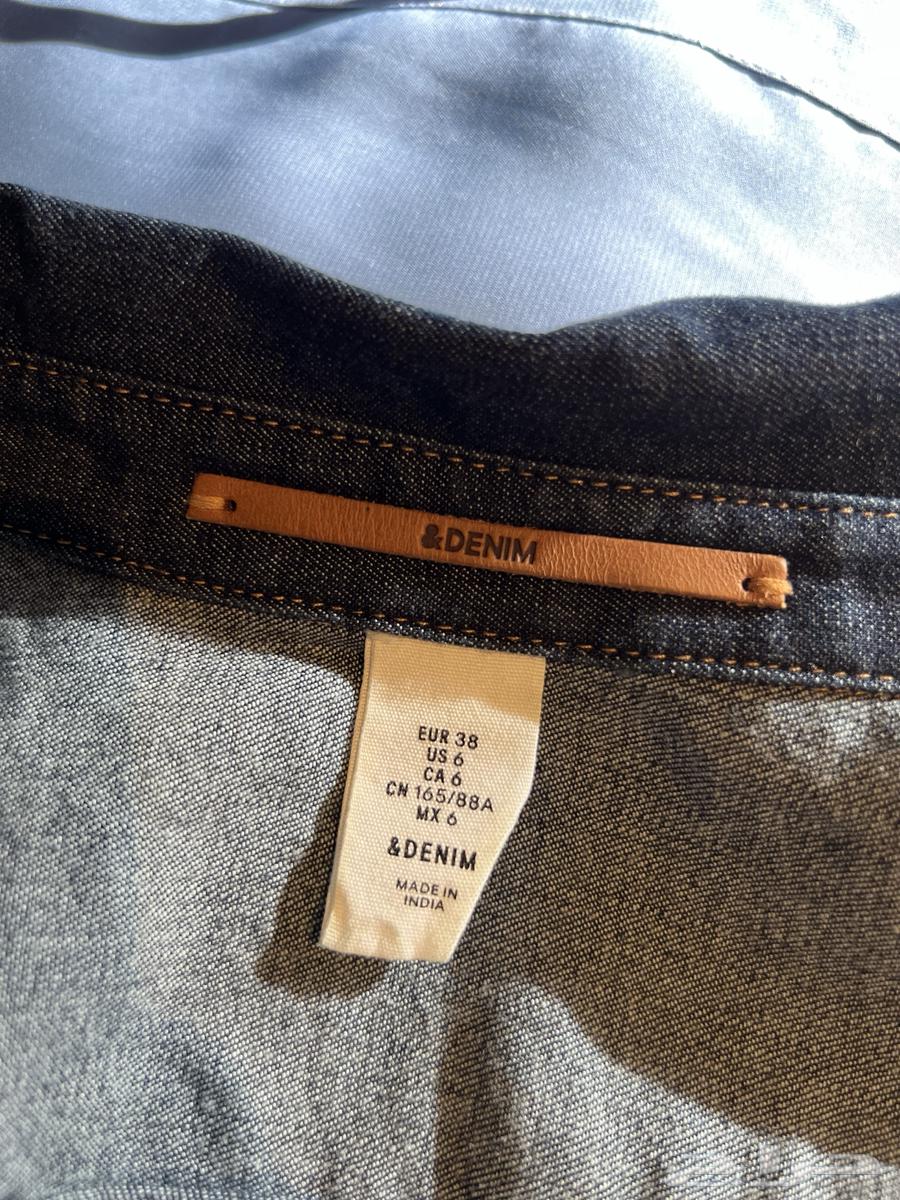 &DENIM
EUR 38
US 6
CA 6
CN 165/88A
MX 6
&DENIM
MADE IN
INDIA